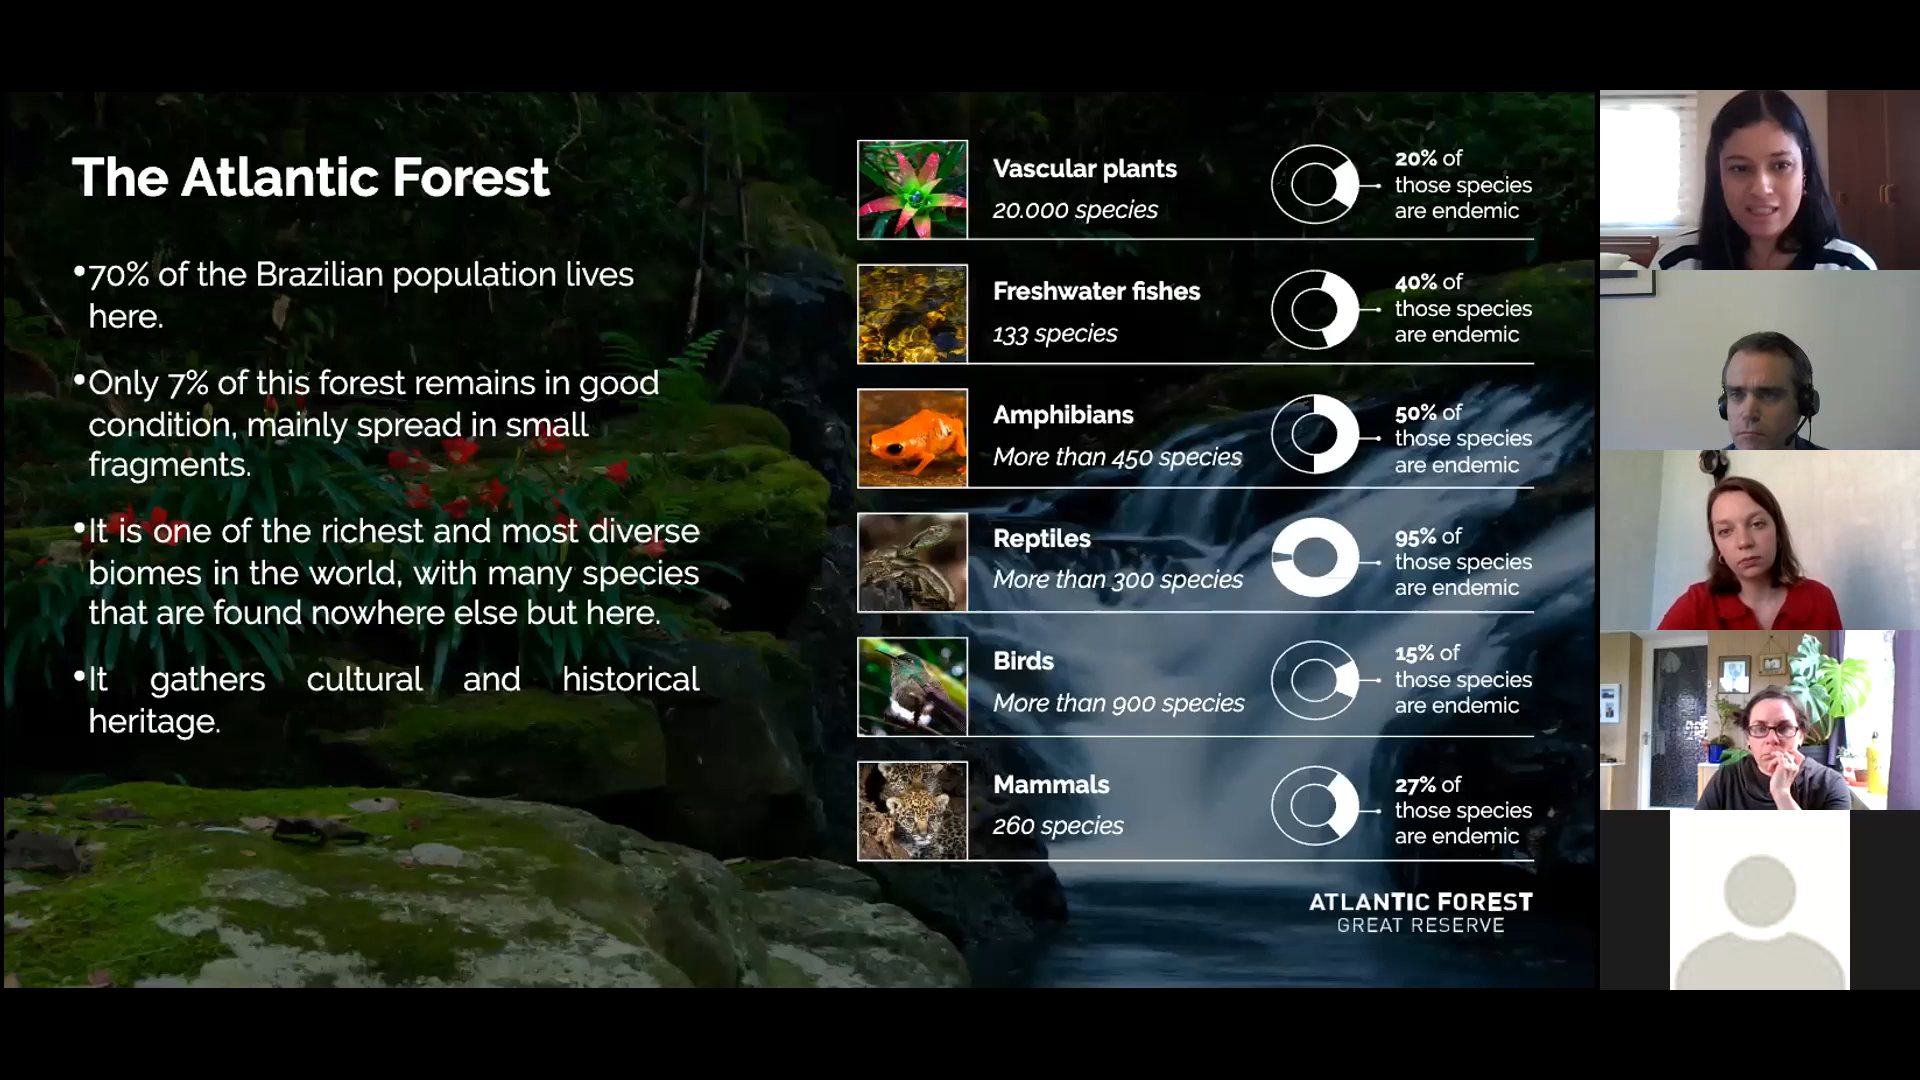 The Atlantic Forest
•70% of the Brazilian population lives
here.
•Only 7% of this forest remains in good
condition, mainly spread in small
fragments.
•It is one of the richest and most diverse
biomes in the world, with many species
that are found nowhere else but here.
•It gathers cultural and historical
heritage.
Vascular plants
20.000 species
20% of
those species
are endemic
Freshwater fishes
133 species
40% of
those species
are endemic
Amphibians
More than 450 species
50% of
those species
are endemic
Reptiles
More than 300 species
95% of
those species
are endemic
Birds
More than 900 species
15% of
those species
are endemic
Mammals
260 species
27% of
those species
are endemic
ATLANTIC FOREST
GREAT RESERVE